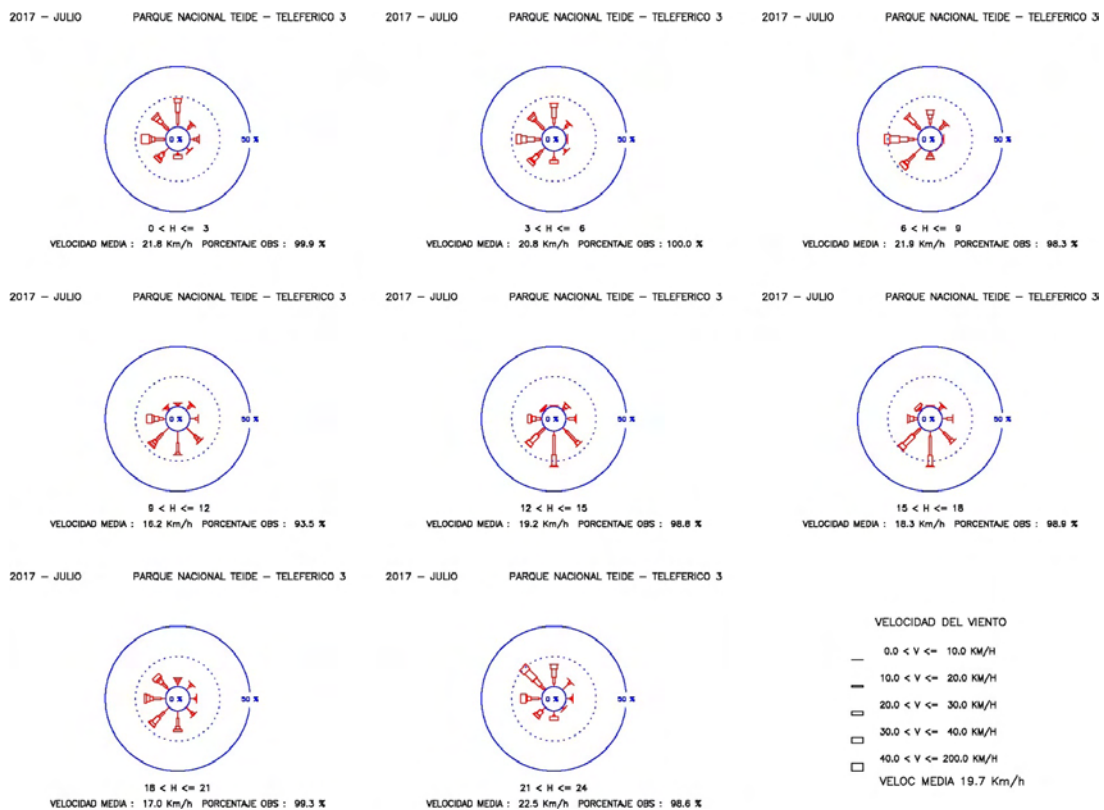 2017 – JULIO PARQUE NACIONAL TEIDE – TELEFERICO 3
0 %
50 %
0 < H <= 3
VELOCIDAD MEDIA : 21.8 Km/h PORCENTAJE OBS : 99.9 %
2017 – JULIO PARQUE NACIONAL TEIDE – TELEFERICO 3
0 %
50 %
3 < H <= 6
VELOCIDAD MEDIA : 20.8 Km/h PORCENTAJE OBS : 100.0 %
2017 – JULIO PARQUE NACIONAL TEIDE – TELEFERICO 3
0 %
50 %
6 < H <= 9
VELOCIDAD MEDIA : 21.9 Km/h PORCENTAJE OBS : 98.3 %
2017 – JULIO PARQUE NACIONAL TEIDE – TELEFERICO 3
0 %
50 %
9 < H <= 12
VELOCIDAD MEDIA : 16.2 Km/h PORCENTAJE OBS : 93.5 %
2017 – JULIO PARQUE NACIONAL TEIDE – TELEFERICO 3
0 %
50 %
12 < H <= 15
VELOCIDAD MEDIA : 19.2 Km/h PORCENTAJE OBS : 98.8 %
2017 – JULIO PARQUE NACIONAL TEIDE – TELEFERICO 3
0 %
50 %
15 < H <= 18
VELOCIDAD MEDIA : 18.3 Km/h PORCENTAJE OBS : 98.9 %
2017 – JULIO PARQUE NACIONAL TEIDE – TELEFERICO 3
0 %
50 %
18 < H <= 21
VELOCIDAD MEDIA : 17.0 Km/h PORCENTAJE OBS : 99.3 %
2017 – JULIO PARQUE NACIONAL TEIDE – TELEFERICO 3
0 %
50 %
21 < H <= 24
VELOCIDAD MEDIA : 22.5 Km/h PORCENTAJE OBS : 98.6 %
VELOCIDAD DEL VIENTO
0.0 < V <= 10.0 KM/H
10.0 < V <= 20.0 KM/H
20.0 < V <= 30.0 KM/H
30.0 < V <= 40.0 KM/H
40.0 < V <= 200.0 KM/H
VELOC MEDIA 19.7 Km/h